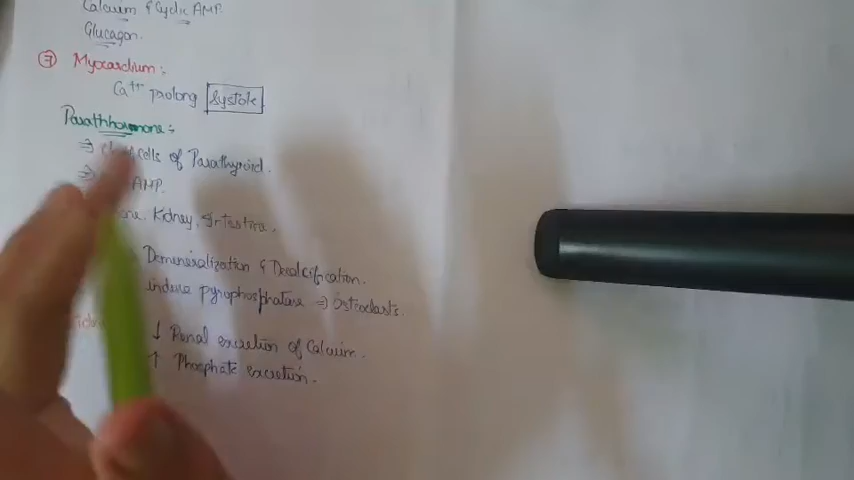 Calcium & Cyclic AMP.
Glucagon.
⑦ Myocardium :
Ca⁺⁺ prolong Systole
Parathhormone :-
⇒ cells of Parathyroid.
⇒ AMP.
Kidney, Intestine.
Demineralization & Decalcification.
induce pyrophosphatase ⇒ Osteoclasts.
↓ Renal excretion of Calcium.
↑ Phosphate excretion.